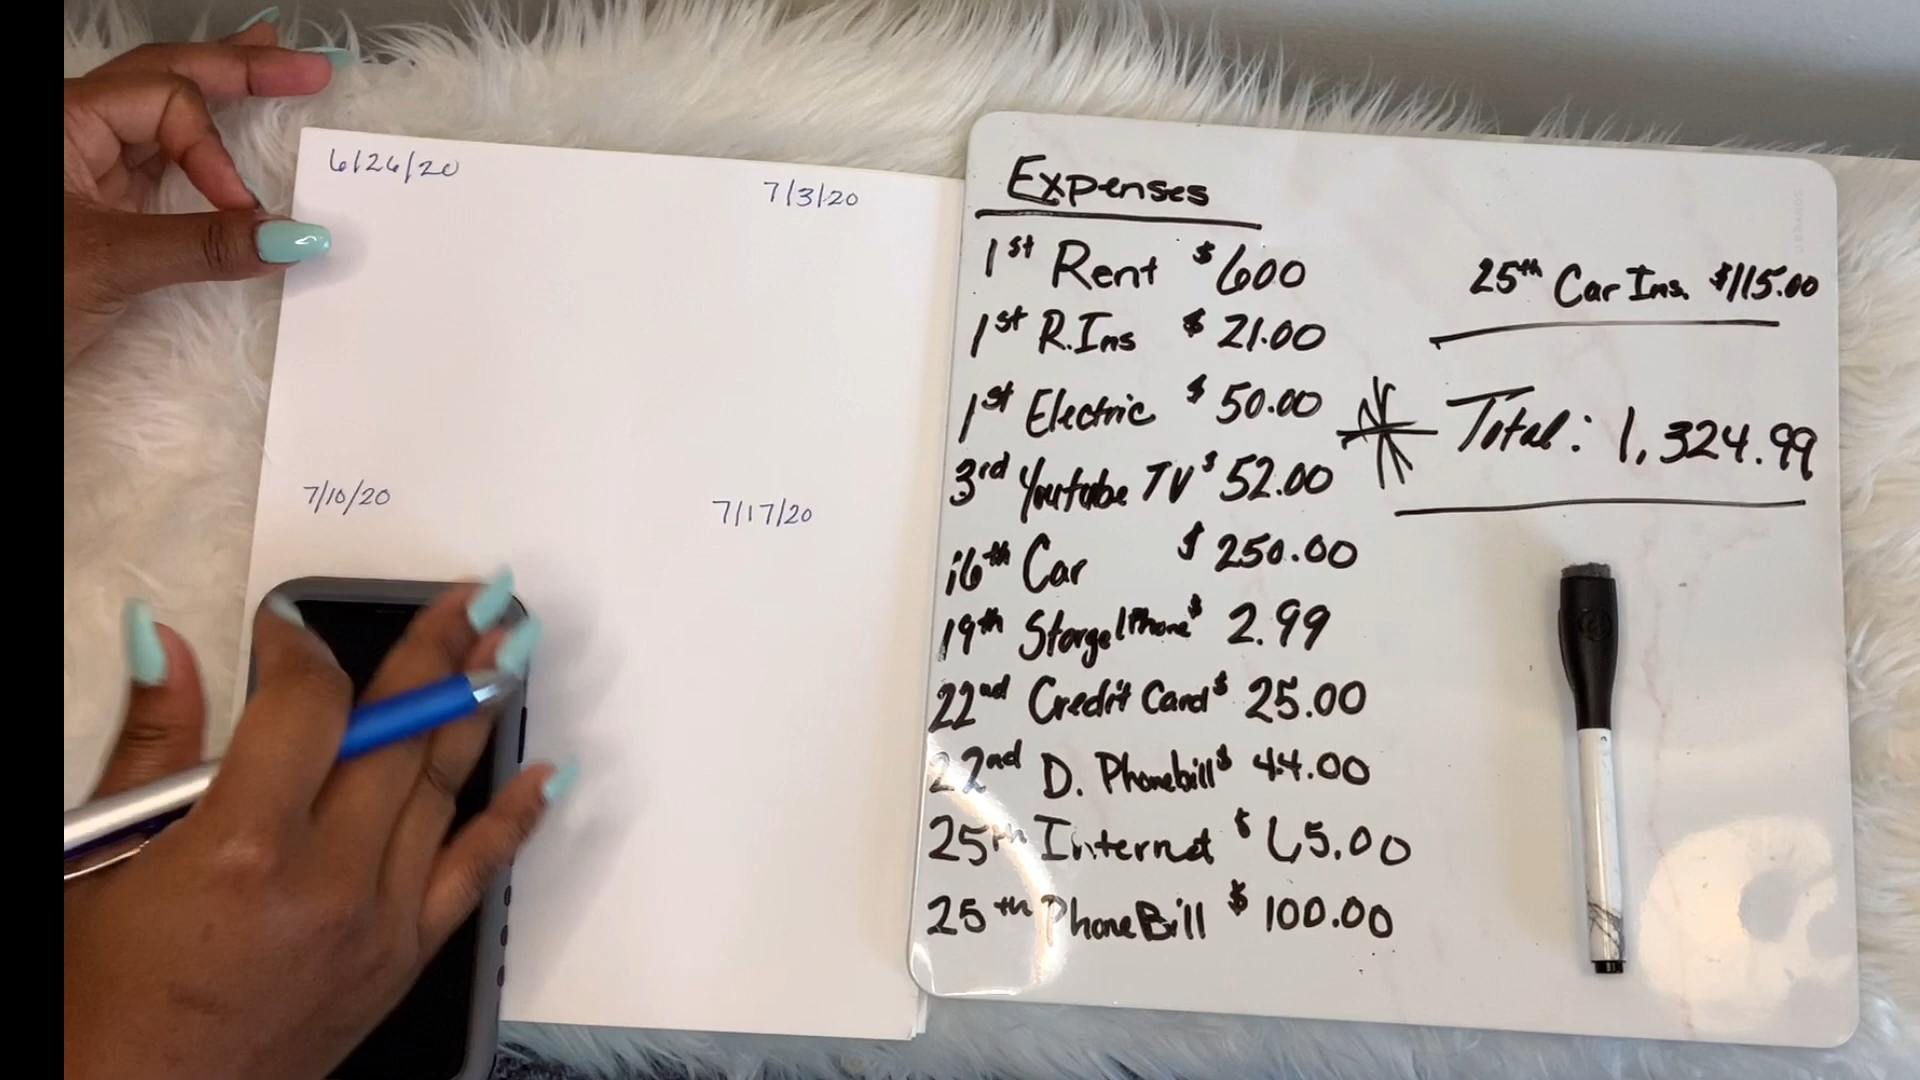 6/26/20
7/3/20
7/10/20
7/17/20
Expenses
1st Rent $600
1st R.Ins $21.00
1st Electric $50.00
3rd Youtube TV $52.00
16th Car $250.00
19th Storge IPhone $2.99
22nd Credit Card $25.00
22nd D. Phonebill $44.00
25th Internet $65.00
25th Phone Bill $100.00
25th Car Ins. $115.00
Total: 1,324.99